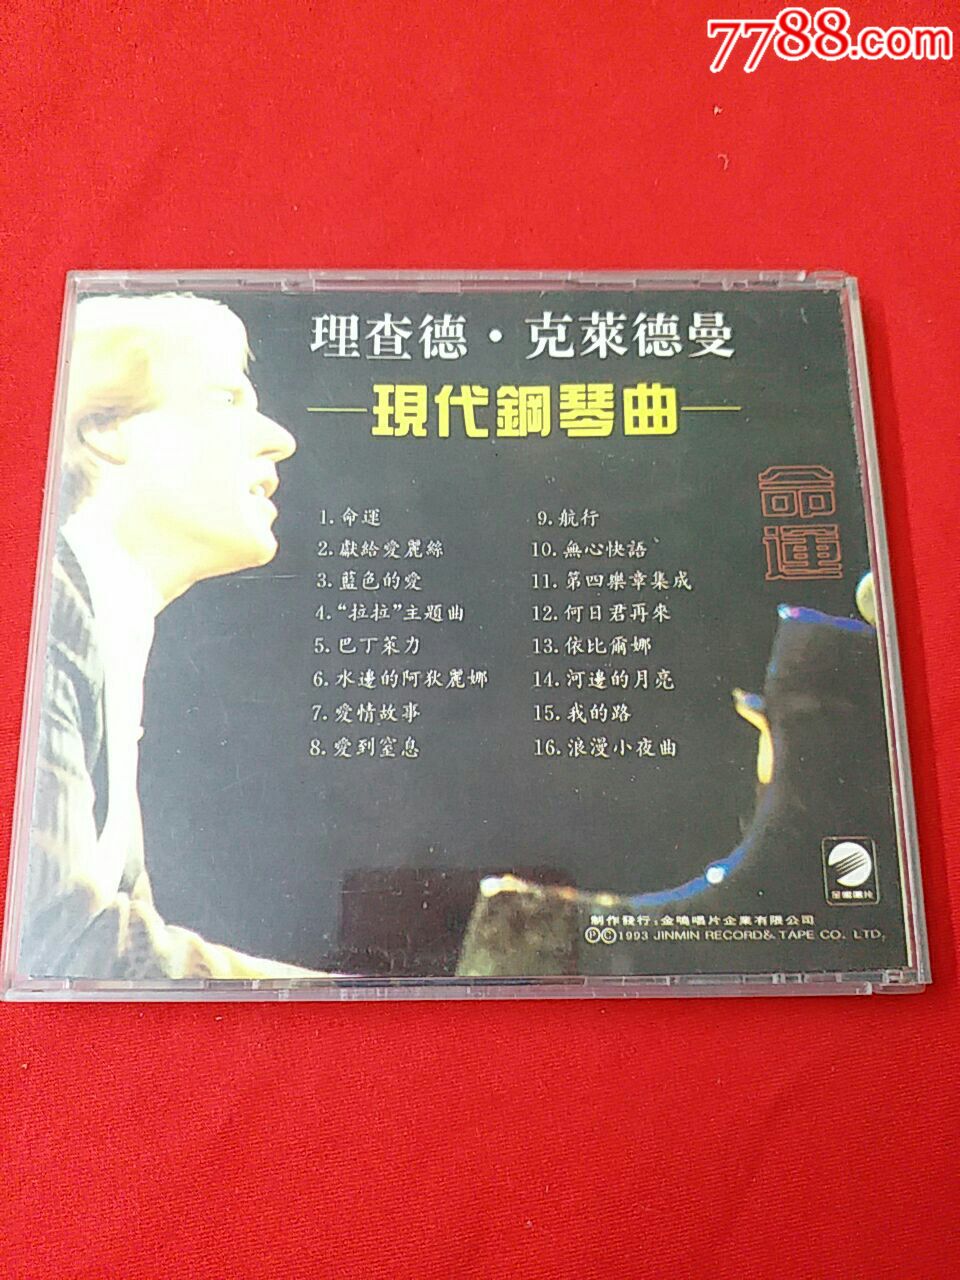 7788.com
理查德·克萊德曼
—現代鋼琴曲—
命運
1.命運
2.獻給愛麗絲
3.藍色的愛
4.“拉拉”主題曲
5.巴丁萊力
6.水邊的阿狄麗娜
7.愛情故事
8.愛到窒息
9.航行
10.無心快語
11.第四樂章集成
12.何日君再來
13.依比爾娜
14.河邊的月亮
15.我的路
16.浪漫小夜曲
金鳴唱片
制作發行:金鳴唱片企業有限公司
ⓅⒸ1993 JINMIN RECORD& TAPE CO. LTD.